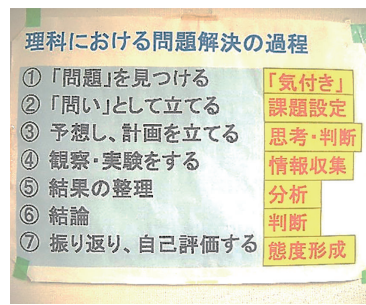 理科における問題解決の過程
① 「問題」を見つける 「気付き」
② 「問い」として立てる 課題設定
③ 予想し、計画を立てる 思考・判断
④ 観察・実験をする 情報収集
⑤ 結果の整理 分析
⑥ 結論 判断
⑦ 振り返り、自己評価する 態度形成